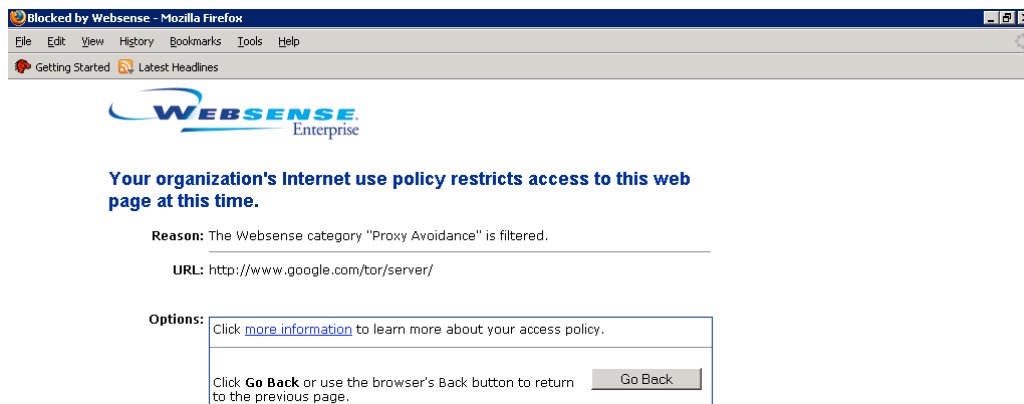 Blocked by Websense - Mozilla Firefox
File Edit View History Bookmarks Tools Help
Getting Started Latest Headlines
WEBSENSE.
Enterprise
Your organization's Internet use policy restricts access to this web
page at this time.
Reason: The Websense category "Proxy Avoidance" is filtered.
URL: http://www.google.com/tor/server/
Options:
Click more information to learn more about your access policy.
Click Go Back or use the browser's Back button to return
to the previous page.
Go Back